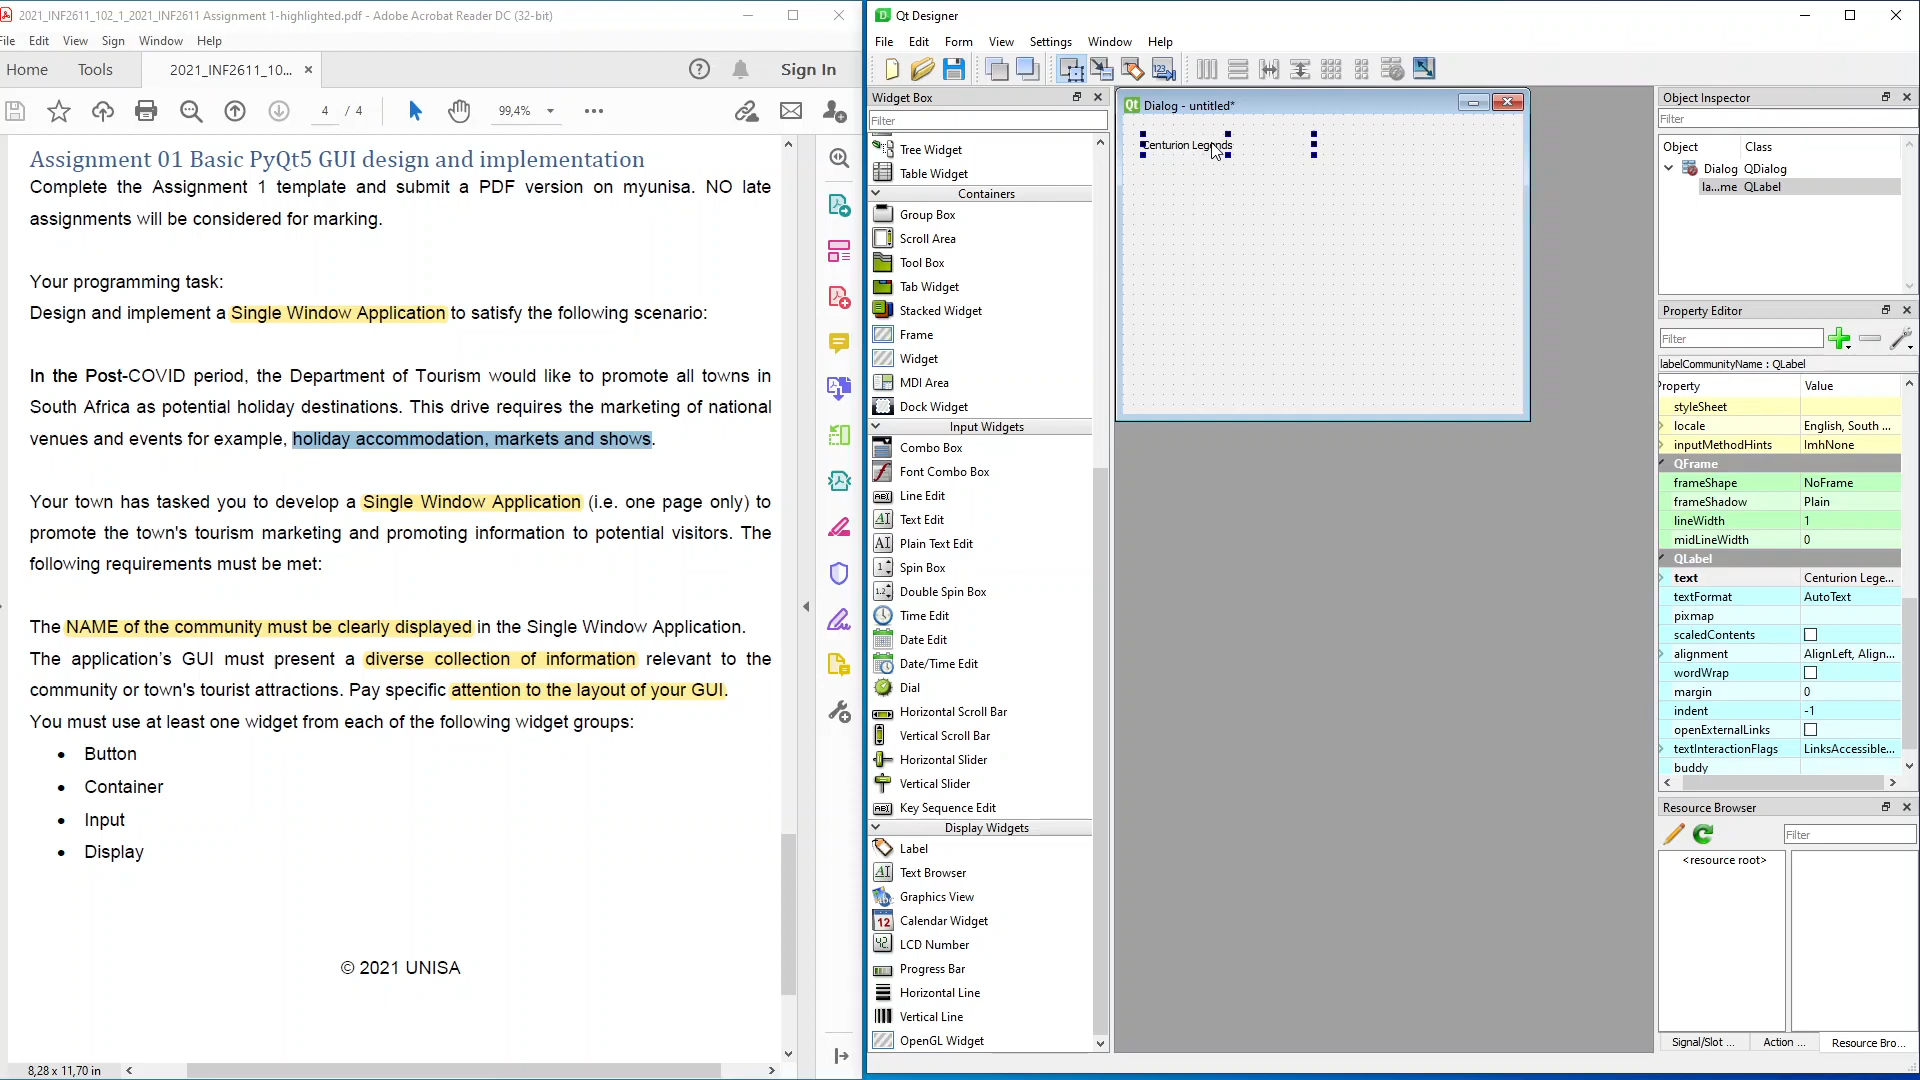 2021_INF2611_102_1_2021_INF2611 Assignment 1-highlighted.pdf - Adobe Acrobat Reader DC (32-bit)
File Edit View Sign Window Help
Home Tools 2021_INF2611_10... × Sign In
4 / 4 99,4%
Assignment 01 Basic PyQt5 GUI design and implementation
Complete the Assignment 1 template and submit a PDF version on myunisa. NO late
assignments will be considered for marking.
Your programming task:
Design and implement a Single Window Application to satisfy the following scenario:
In the Post-COVID period, the Department of Tourism would like to promote all towns in
South Africa as potential holiday destinations. This drive requires the marketing of national
venues and events for example, holiday accommodation, markets and shows.
Your town has tasked you to develop a Single Window Application (i.e. one page only) to
promote the town's tourism marketing and promoting information to potential visitors. The
following requirements must be met:
The NAME of the community must be clearly displayed in the Single Window Application.
The application's GUI must present a diverse collection of information relevant to the
community or town's tourist attractions. Pay specific attention to the layout of your GUI.
You must use at least one widget from each of the following widget groups:
• Button
• Container
• Input
• Display
© 2021 UNISA
8,28 x 11,70 in
Qt Designer
File Edit Form View Settings Window Help
Widget Box
Filter
Tree Widget
Table Widget
Containers
Group Box
Scroll Area
Tool Box
Tab Widget
Stacked Widget
Frame
Widget
MDI Area
Dock Widget
Input Widgets
Combo Box
Font Combo Box
Line Edit
Text Edit
Plain Text Edit
Spin Box
Double Spin Box
Time Edit
Date Edit
Date/Time Edit
Dial
Horizontal Scroll Bar
Vertical Scroll Bar
Horizontal Slider
Vertical Slider
Key Sequence Edit
Display Widgets
Label
Text Browser
Graphics View
Calendar Widget
LCD Number
Progress Bar
Horizontal Line
Vertical Line
OpenGL Widget
Dialog - untitled*
Centurion Legends
Object Inspector
Filter
Object Class
Dialog QDialog
la...me QLabel
Property Editor
Filter
labelCommunityName : QLabel
Property Value
styleSheet
locale English, South ...
inputMethodHints ImhNone
QFrame
frameShape NoFrame
frameShadow Plain
lineWidth 1
midLineWidth 0
QLabel
text Centurion Lege...
textFormat AutoText
pixmap
scaledContents
alignment AlignLeft, Align...
wordWrap
margin 0
indent -1
openExternalLinks
textInteractionFlags LinksAccessible...
buddy
Resource Browser
Filter
<resource root>
Signal/Slot ... Action ... Resource Bro...